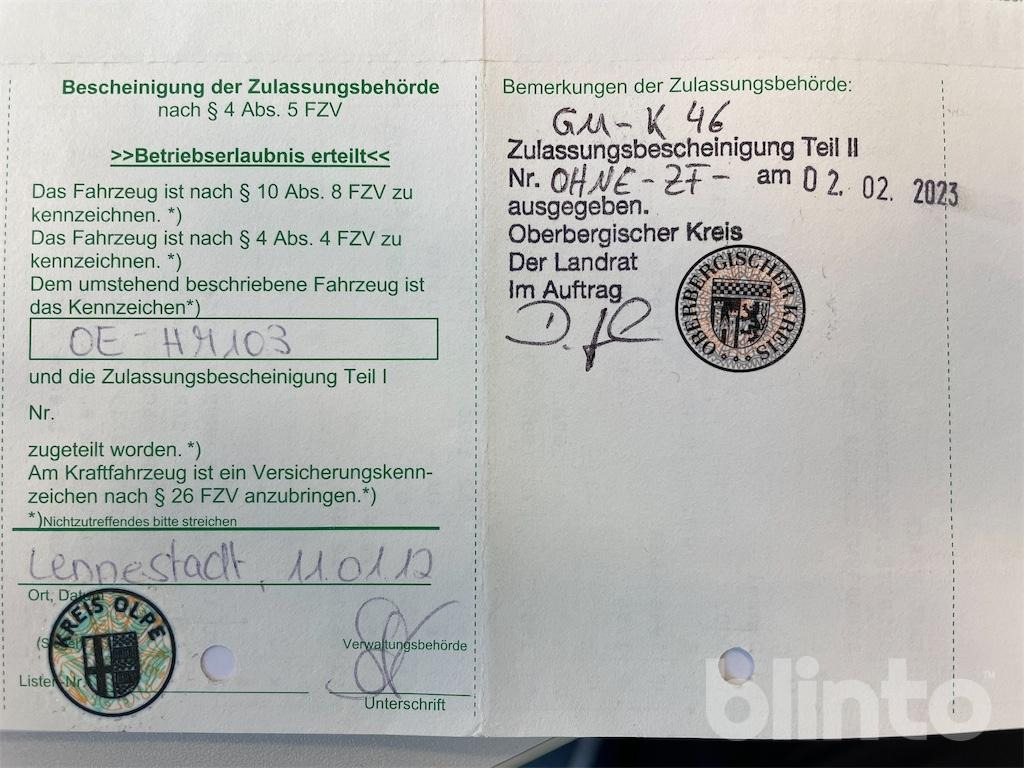 Bescheinigung der Zulassungsbehörde
nach § 4 Abs. 5 FZV
>>Betriebserlaubnis erteilt<<
Das Fahrzeug ist nach § 10 Abs. 8 FZV zu
kennzeichnen. *)
Das Fahrzeug ist nach § 4 Abs. 4 FZV zu
kennzeichnen. *)
Dem umstehend beschriebene Fahrzeug ist
das Kennzeichen*)
OE-HM103
und die Zulassungsbescheinigung Teil I
Nr.
zugeteilt worden. *)
Am Kraftfahrzeug ist ein Versicherungskenn-
zeichen nach § 26 FZV anzubringen.*)
*)Nichtzutreffendes bitte streichen
Lennestadt, 11.01.12
Ort, Datum
KREIS OLPE
Verwaltungsbehörde
Listen-Nr.
Unterschrift
Bemerkungen der Zulassungsbehörde:
GM-K 46
Zulassungsbescheinigung Teil II
Nr. OHNE-ZF- am 02. 02. 2023
ausgegeben.
Oberbergischer Kreis
Der Landrat
Im Auftrag
OBERBERGISCHER KREIS
blinto™